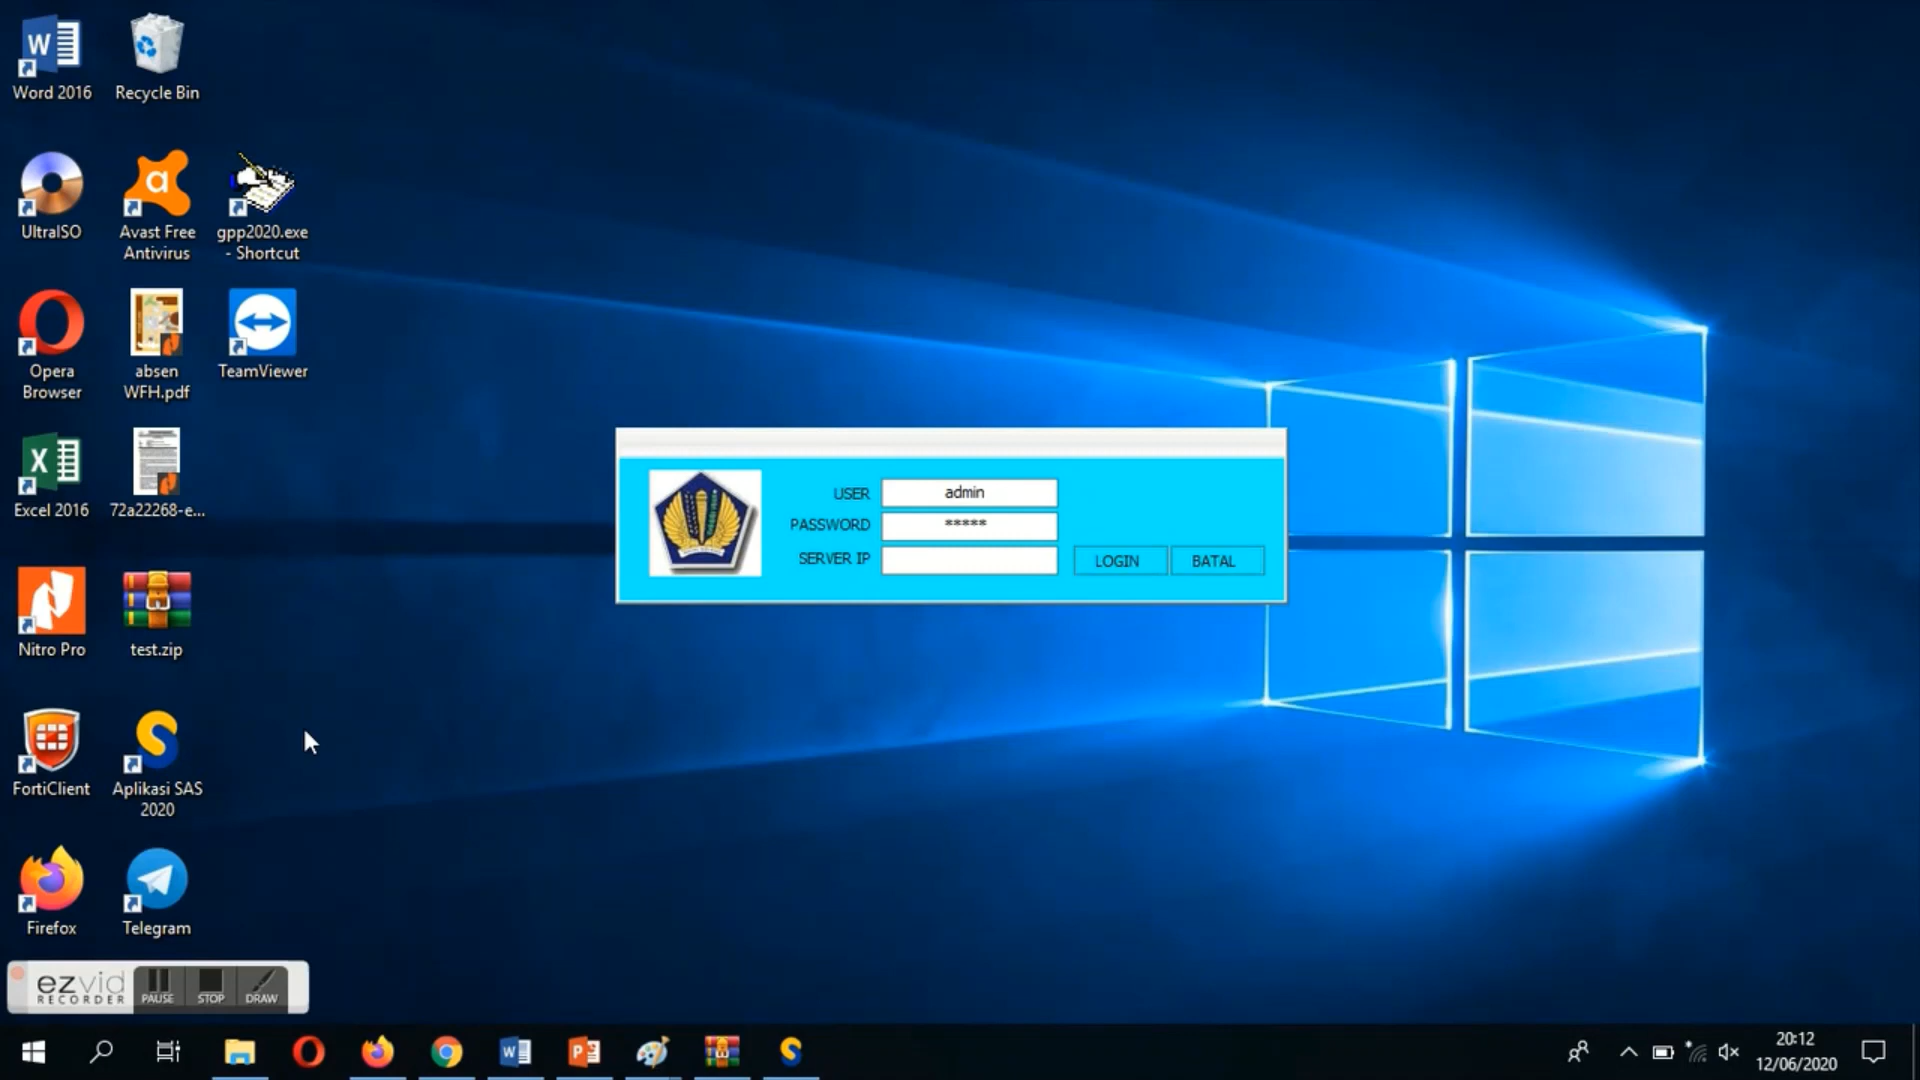 Word 2016
Recycle Bin
UltraISO
Avast Free
Antivirus
gpp2020.exe
- Shortcut
Opera
Browser
absen
WFH.pdf
TeamViewer
Excel 2016
72a22268-e...
Nitro Pro
test.zip
FortiClient
Aplikasi SAS
2020
Firefox
Telegram
USER
admin
PASSWORD
*****
SERVER IP
LOGIN
BATAL
ezvid
RECORDER
PAUSE
STOP
DRAW
20:12
12/06/2020